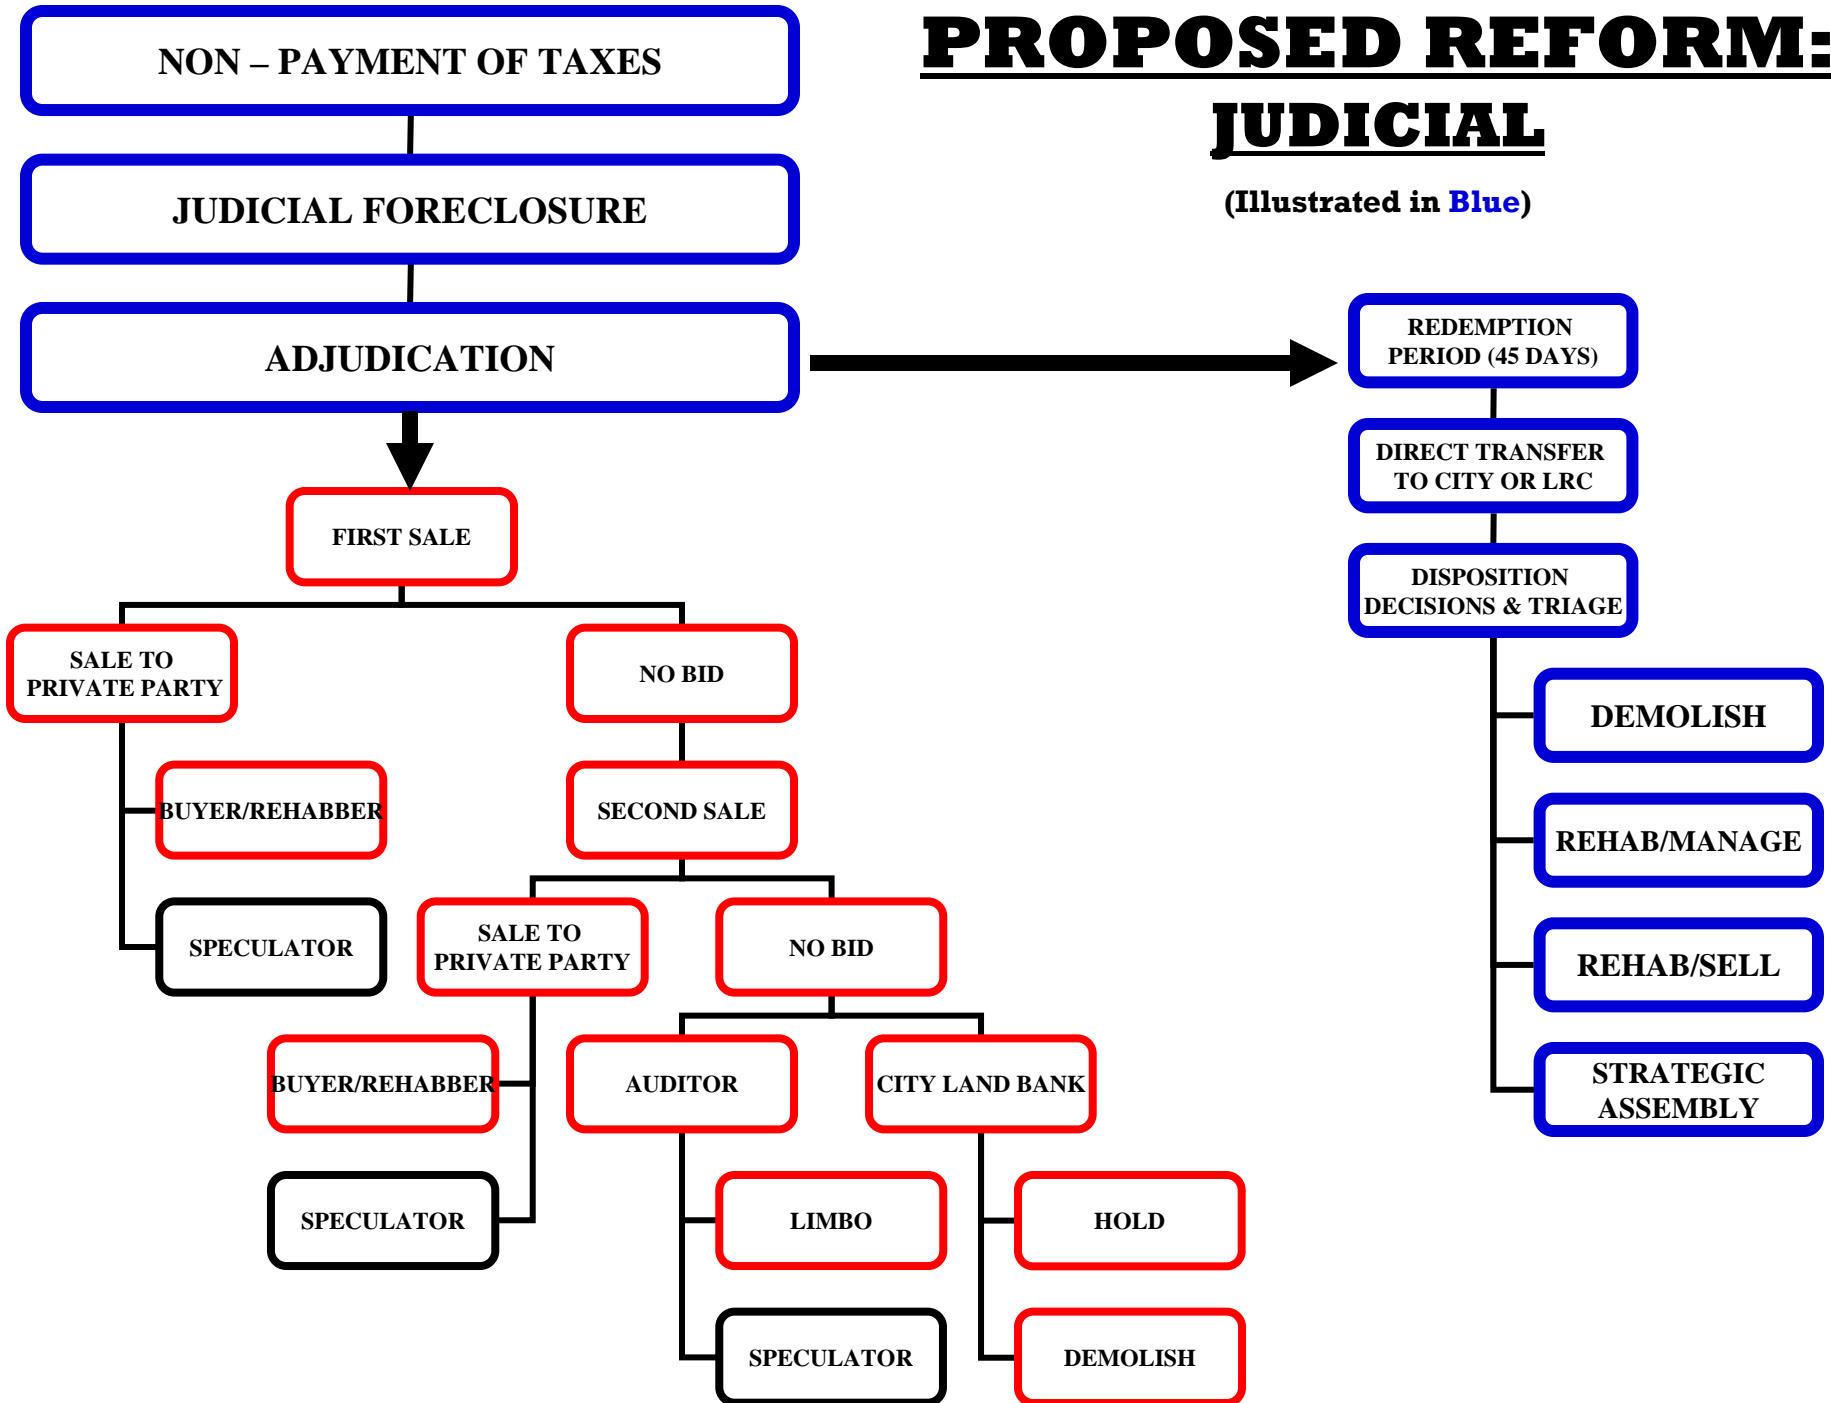 PROPOSED REFORM:
JUDICIAL
(Illustrated in Blue)
NON – PAYMENT OF TAXES
JUDICIAL FORECLOSURE
ADJUDICATION
FIRST SALE
SALE TO
PRIVATE PARTY
NO BID
BUYER/REHABBER
SECOND SALE
SPECULATOR
SALE TO
PRIVATE PARTY
NO BID
BUYER/REHABBER
AUDITOR
CITY LAND BANK
SPECULATOR
LIMBO
HOLD
SPECULATOR
DEMOLISH
REDEMPTION
PERIOD (45 DAYS)
DIRECT TRANSFER
TO CITY OR LRC
DISPOSITION
DECISIONS & TRIAGE
DEMOLISH
REHAB/MANAGE
REHAB/SELL
STRATEGIC
ASSEMBLY